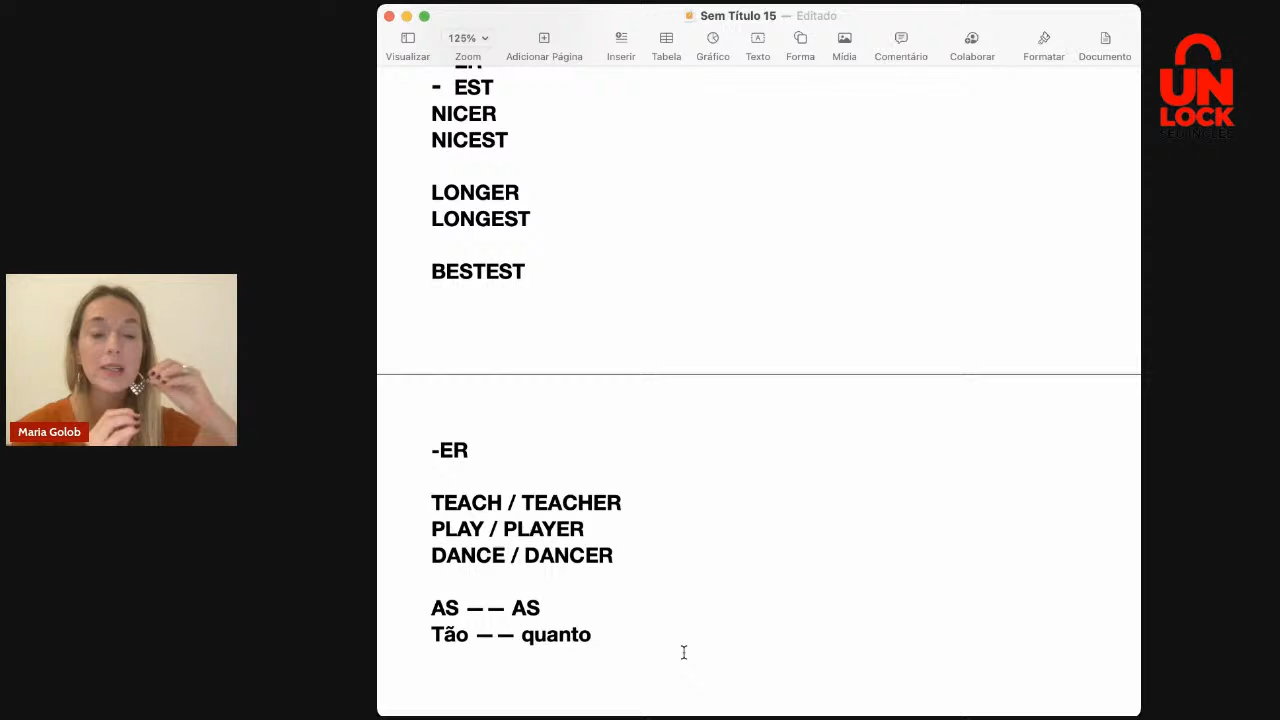 Sem Título 15 — Editado
125%
Visualizar Zoom Adicionar Página Inserir Tabela Gráfico Texto Forma Mídia Comentário Colaborar Formatar Documento
- EST
NICER
NICEST
LONGER
LONGEST
BESTEST
-ER
TEACH / TEACHER
PLAY / PLAYER
DANCE / DANCER
AS —— AS
Tão —— quanto
Maria Golob
UN
LOCK
SEU INGLÊS